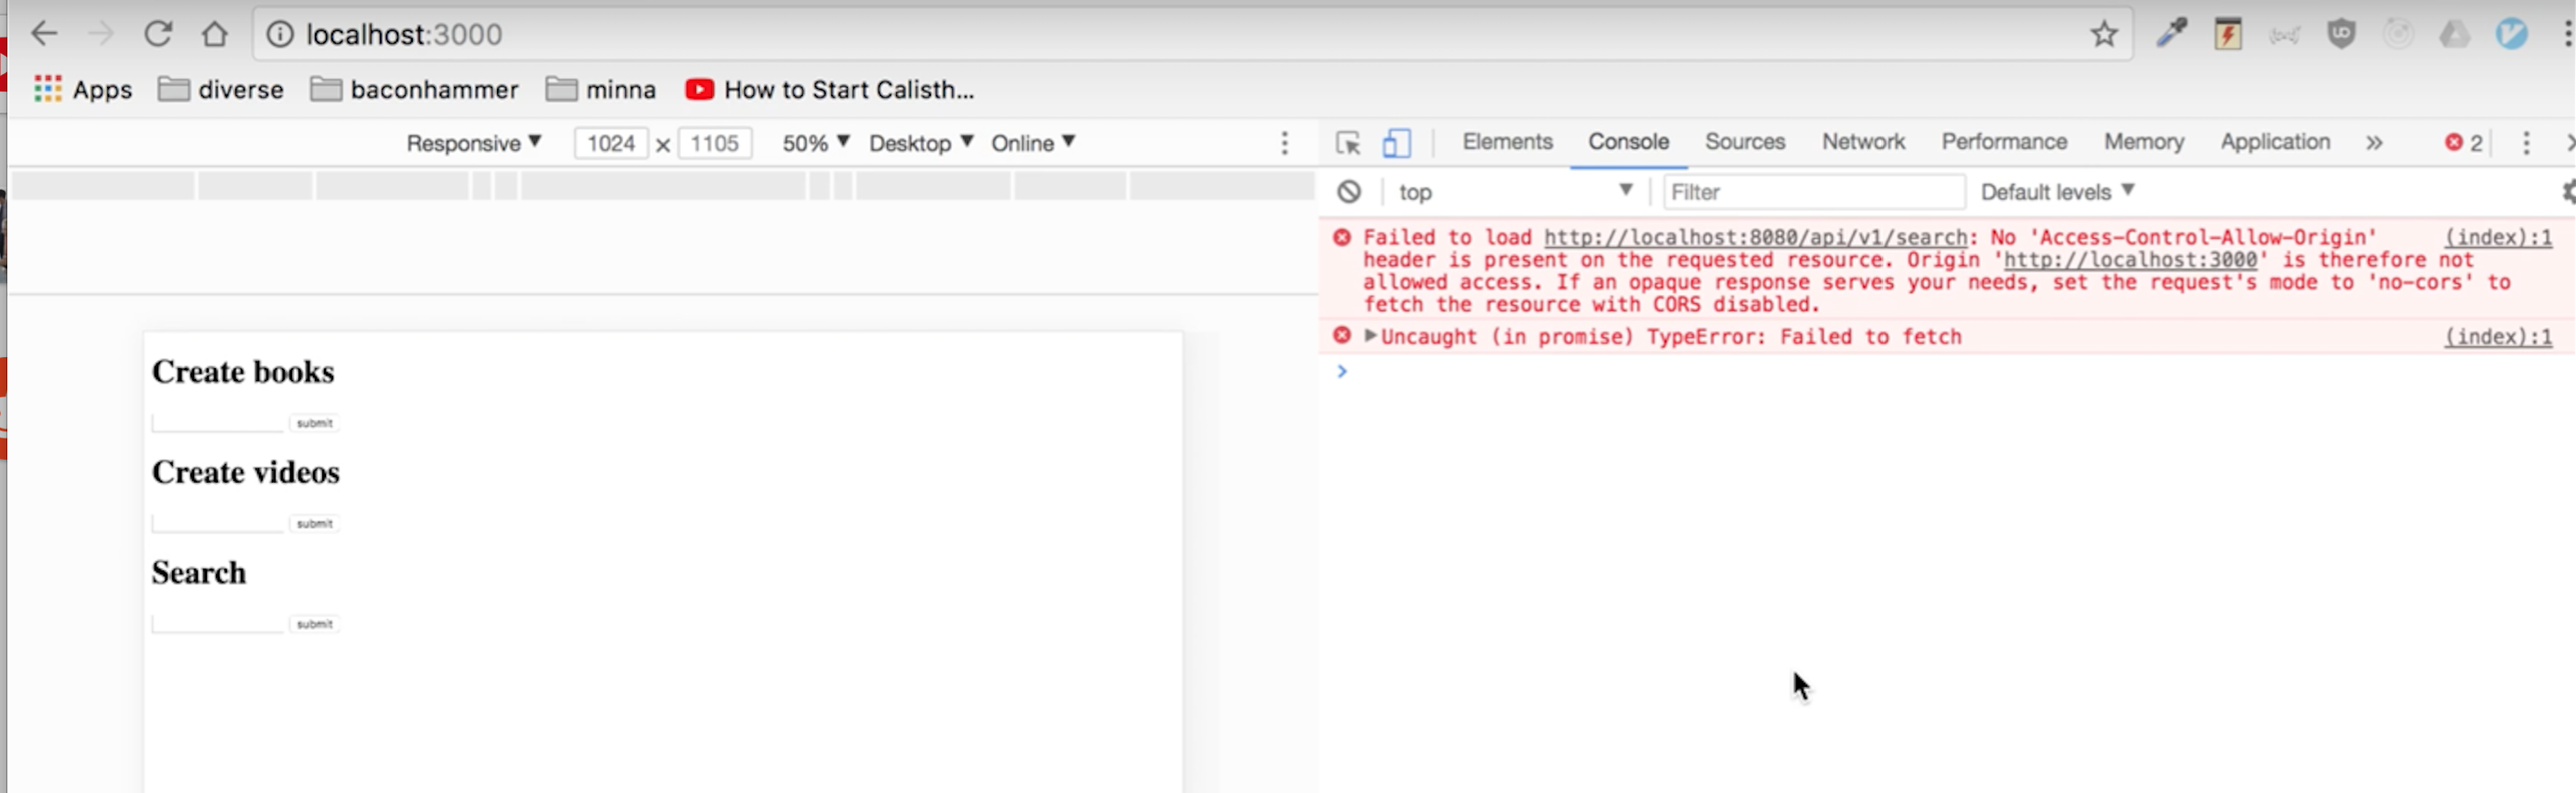 localhost:3000
Apps diverse baconhammer minna How to Start Calisth...
Responsive 1024 x 1105 50% Desktop Online
Elements Console Sources Network Performance Memory Application » 2
top Filter Default levels
Failed to load http://localhost:8080/api/v1/search: No 'Access-Control-Allow-Origin' (index):1
header is present on the requested resource. Origin 'http://localhost:3000' is therefore not
allowed access. If an opaque response serves your needs, set the request's mode to 'no-cors' to
fetch the resource with CORS disabled.
Uncaught (in promise) TypeError: Failed to fetch (index):1
Create books
submit
Create videos
submit
Search
submit